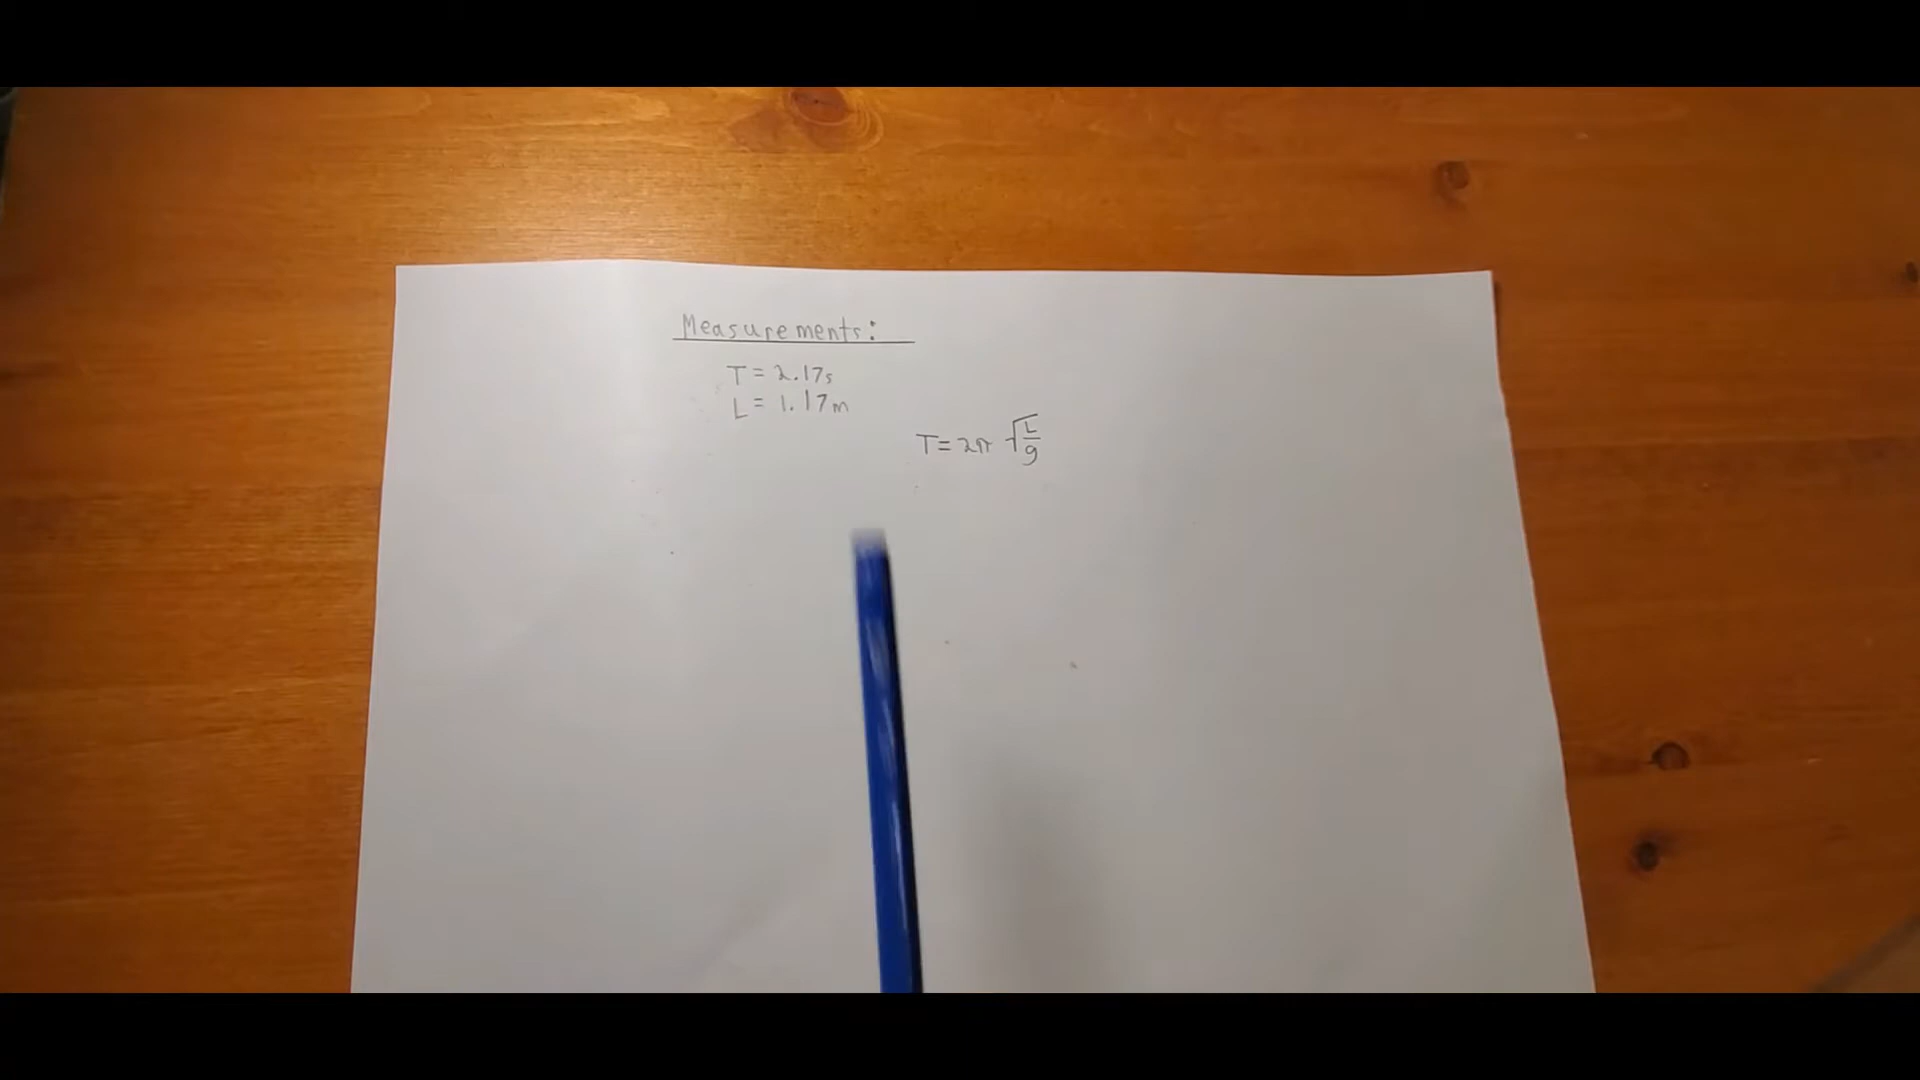 Measurements:
T = 2.17s
L = 1.17m
T = 2π √(L/g)